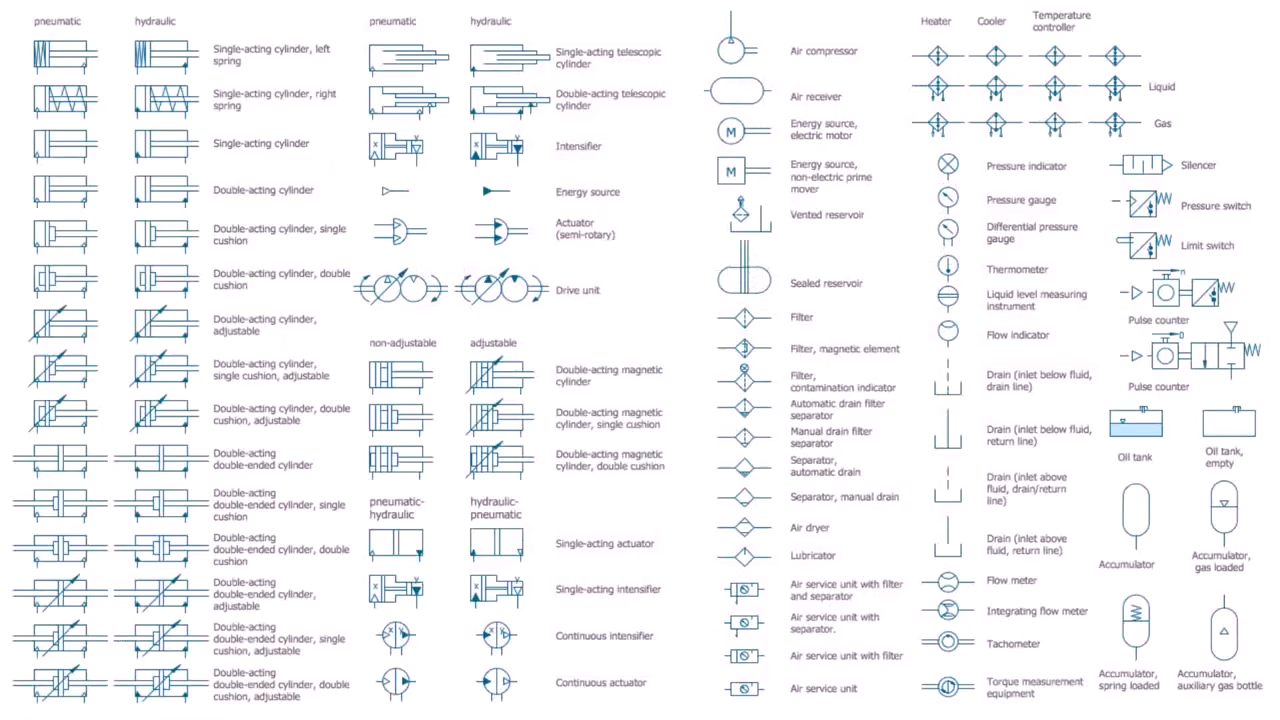 pneumatic
hydraulic
Single-acting cylinder, left
spring
Single-acting cylinder, right
spring
Single-acting cylinder
Double-acting cylinder
Double-acting cylinder, single
cushion
Double-acting cylinder, double
cushion
Double-acting cylinder,
adjustable
Double-acting cylinder,
single cushion, adjustable
Double-acting cylinder, double
cushion, adjustable
Double-acting
double-ended cylinder
Double-acting
double-ended cylinder, single
cushion
Double-acting
double-ended cylinder, double
cushion
Double-acting
double-ended cylinder,
adjustable
Double-acting
double-ended cylinder, single
cushion, adjustable
Double-acting
double-ended cylinder, double
cushion, adjustable
pneumatic
hydraulic
Single-acting telescopic
cylinder
Double-acting telescopic
cylinder
X
Y
X
Y
Intensifier
Energy source
Actuator
(semi-rotary)
Drive unit
non-adjustable
adjustable
Double-acting magnetic
cylinder
Double-acting magnetic
cylinder, single cushion
Double-acting magnetic
cylinder, double cushion
pneumatic-
hydraulic
hydraulic-
pneumatic
Single-acting actuator
X
Y
X
Y
Single-acting intensifier
X
Y
X
Y
Continuous intensifier
Continuous actuator
Air compressor
Air receiver
M
Energy source,
electric motor
M
Energy source,
non-electric prime
mover
Vented reservoir
Sealed reservoir
Filter
Filter, magnetic element
Filter,
contamination indicator
Automatic drain filter
separator
Manual drain filter
separator
Separator,
automatic drain
Separator, manual drain
Air dryer
Lubricator
Air service unit with filter
and separator
Air service unit with
separator.
Air service unit with filter
Air service unit
Heater
Cooler
Temperature
controller
Liquid
Gas
Pressure indicator
Pressure gauge
Differential pressure
gauge
Thermometer
Liquid level measuring
instrument
Flow indicator
Drain (inlet below fluid,
drain line)
Drain (inlet below fluid,
return line)
Drain (inlet above
fluid, drain/return
line)
Drain (inlet above
fluid, return line)
Flow meter
Integrating flow meter
Tachometer
Torque measurement
equipment
Silencer
Pressure switch
Limit switch
n
Pulse counter
Pulse counter
Oil tank
Oil tank,
empty
Accumulator
Accumulator,
gas loaded
Accumulator,
spring loaded
Accumulator,
auxiliary gas bottle